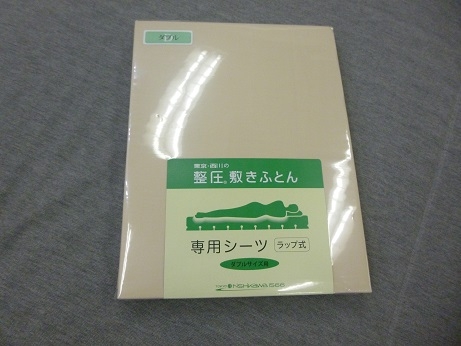 ダブル
東京・西川の
整圧®敷きふとん
専用シーツ
ラップ式
ダブルサイズ用
NISHIKAWA